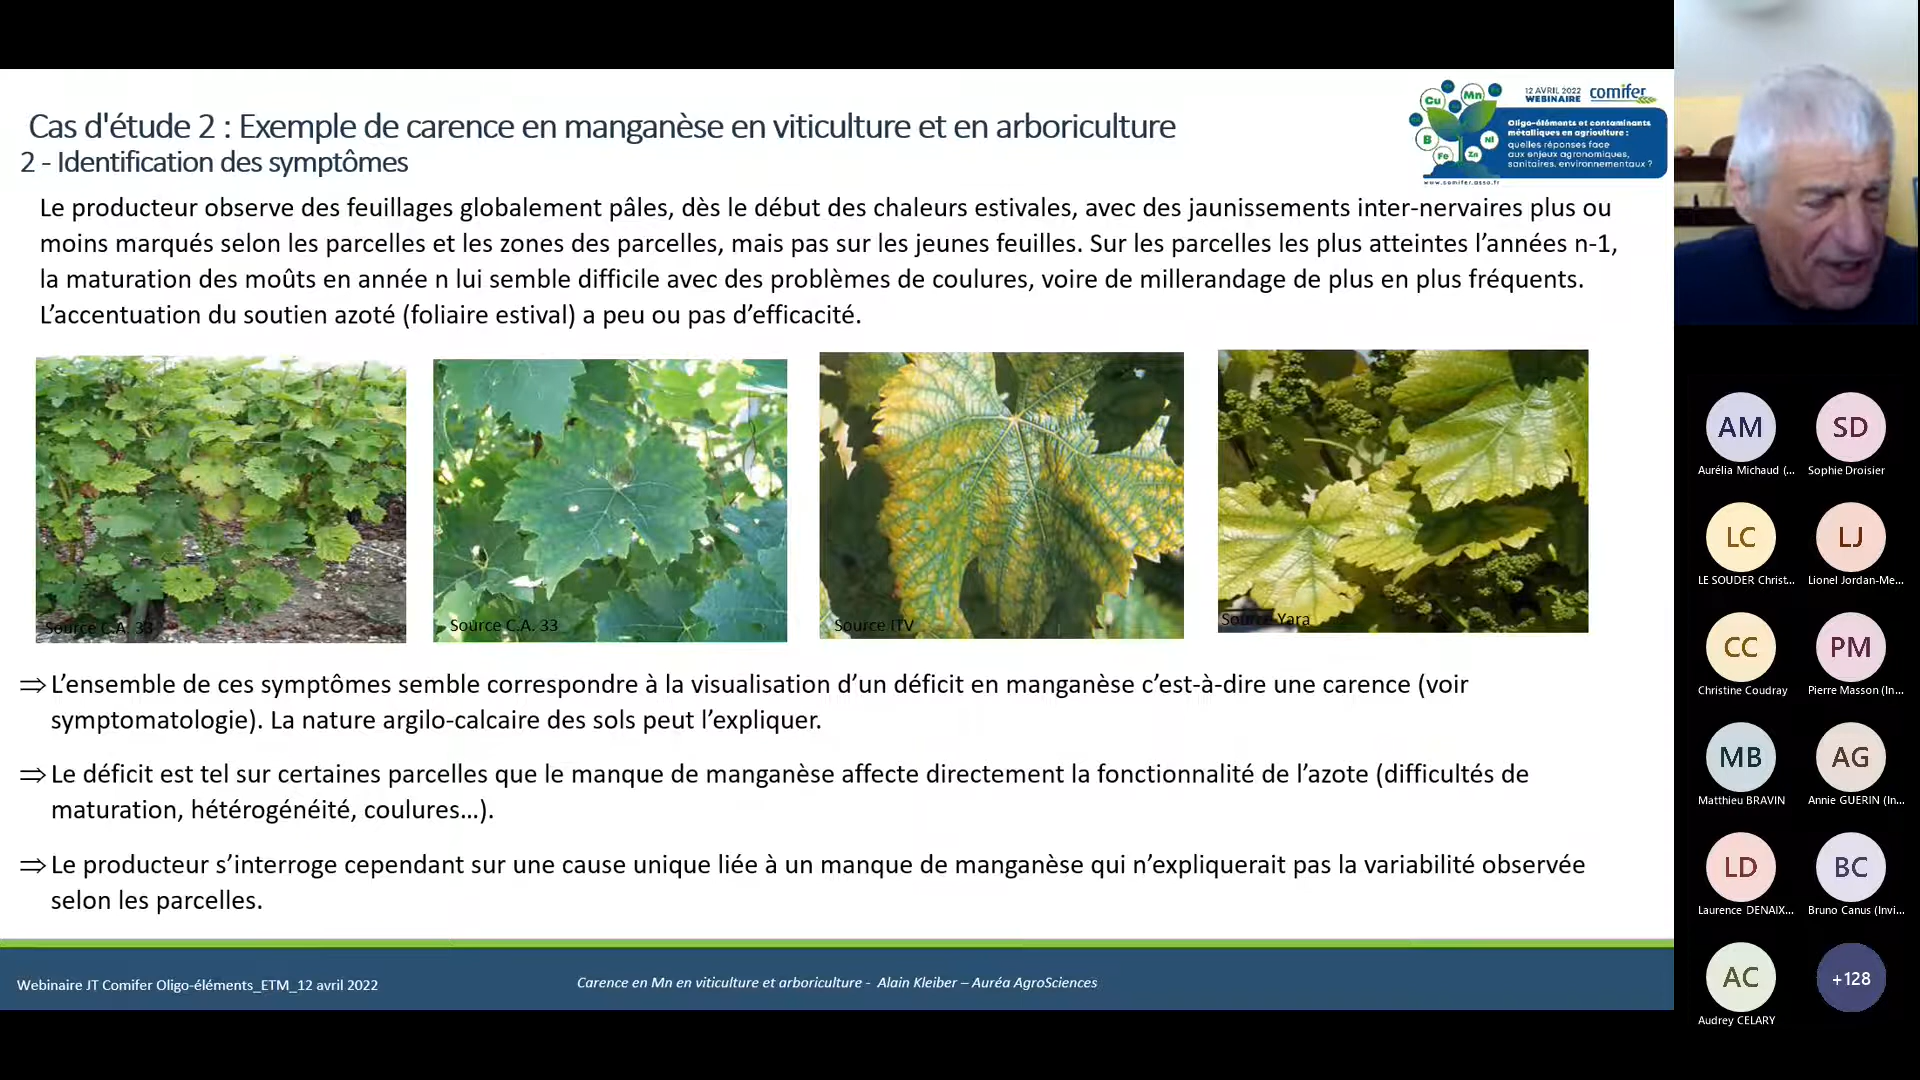 Cas d'étude 2 : Exemple de carence en manganèse en viticulture et en arboriculture
2 - Identification des symptômes
Cu
Mn
B
Ni
Fe
Zn
12 AVRIL 2022
WEBINAIRE
comifer
Oligo-éléments et contaminants
métalliques en agriculture :
quelles réponses face
aux enjeux agronomiques,
sanitaires, environnementaux ?
www.comifer.asso.fr
Le producteur observe des feuillages globalement pâles, dès le début des chaleurs estivales, avec des jaunissements inter-nervaires plus ou
moins marqués selon les parcelles et les zones des parcelles, mais pas sur les jeunes feuilles. Sur les parcelles les plus atteintes l’années n-1,
la maturation des moûts en année n lui semble difficile avec des problèmes de coulures, voire de millerandage de plus en plus fréquents.
L’accentuation du soutien azoté (foliaire estival) a peu ou pas d’efficacité.
Source C.A. 33
Source C.A. 33
Source ITV
Source Yara
⇒ L’ensemble de ces symptômes semble correspondre à la visualisation d’un déficit en manganèse c’est-à-dire une carence (voir
symptomatologie). La nature argilo-calcaire des sols peut l’expliquer.
⇒ Le déficit est tel sur certaines parcelles que le manque de manganèse affecte directement la fonctionnalité de l’azote (difficultés de
maturation, hétérogénéité, coulures…).
⇒ Le producteur s’interroge cependant sur une cause unique liée à un manque de manganèse qui n’expliquerait pas la variabilité observée
selon les parcelles.
Webinaire JT Comifer Oligo-éléments_ETM_12 avril 2022
Carence en Mn en viticulture et arboriculture - Alain Kleiber – Auréa AgroSciences
AM
SD
Aurélia Michaud (...
Sophie Droisier
LC
LJ
LE SOUDER Christ...
Lionel Jordan-Me...
CC
PM
Christine Coudray
Pierre Masson (In...
MB
AG
Matthieu BRAVIN
Annie GUERIN (In...
LD
BC
Laurence DENAIX...
Bruno Canus (Invi...
AC
+128
Audrey CELARY